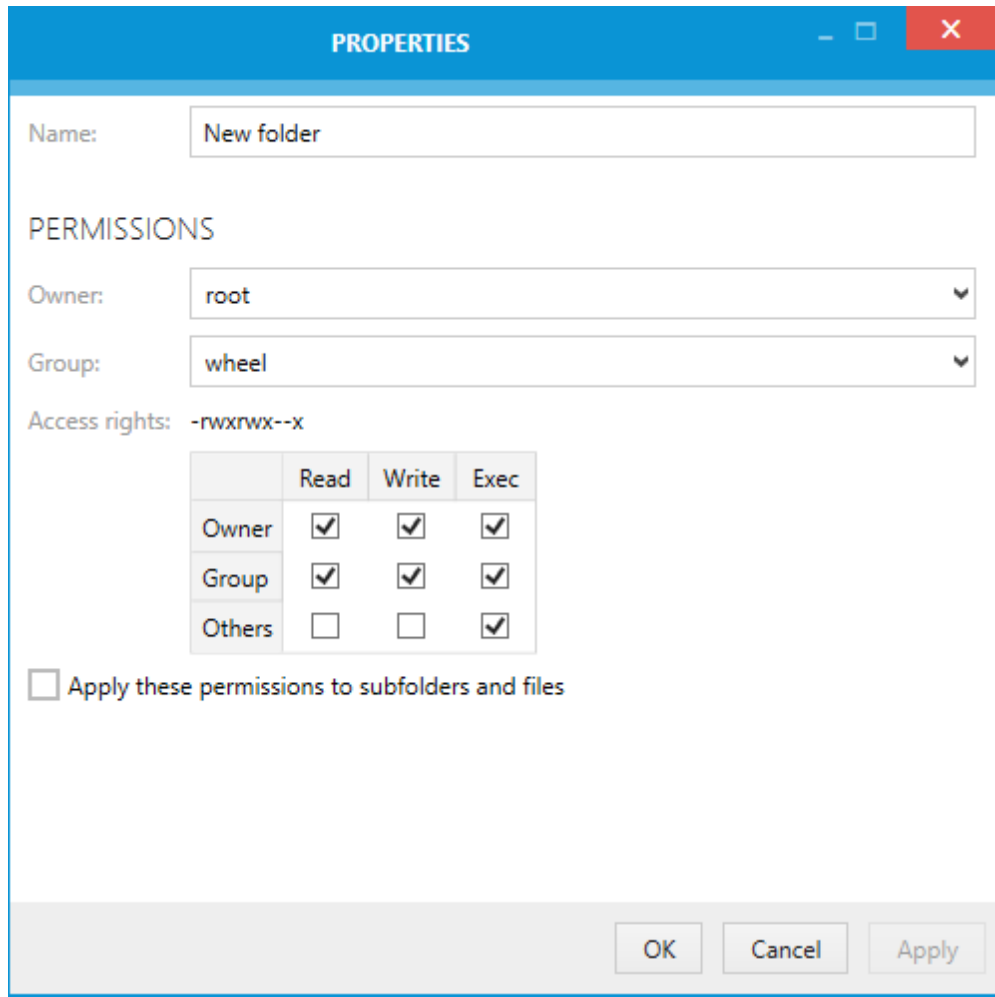 PROPERTIES
Name: New folder
PERMISSIONS
Owner: root
Group: wheel
Access rights: -rwxrwx--x
Read Write Exec
Owner
Group
Others
Apply these permissions to subfolders and files
OK Cancel Apply